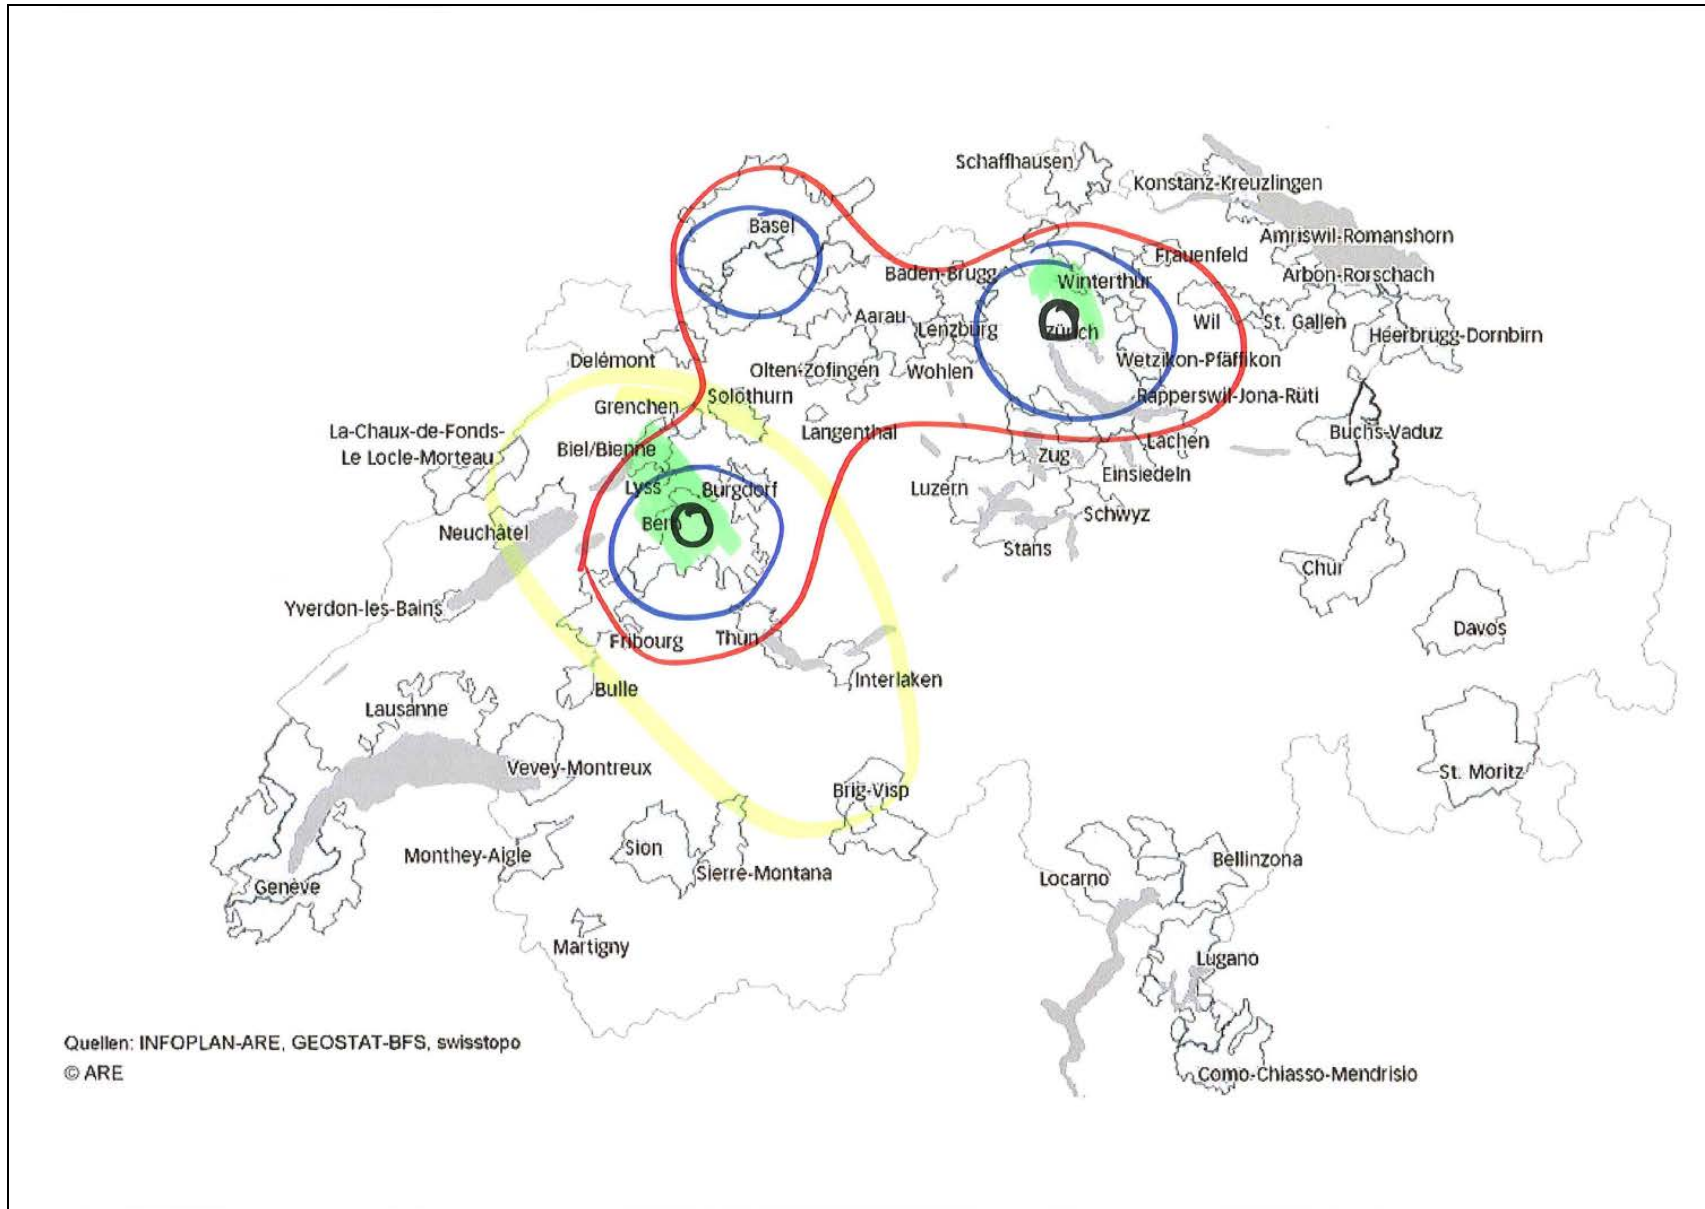 Schaffhausen
Konstanz-Kreuzlingen
Basel
Amriswil-Romanshorn
Frauenfeld
Baden-Brugg
Winterthur
Arbon-Rorschach
Aarau
Lenzburg
Zürich
Wil
St. Gallen
Heerbrugg-Dornbirn
Delémont
Olten-Zofingen
Wohlen
Wetzikon-Pfäffikon
Grenchen
Solothurn
Rapperswil-Jona-Rüti
La-Chaux-de-Fonds-
Le Locle-Morteau
Langenthal
Buchs-Vaduz
Biel/Bienne
Zug
Lachen
Einsiedeln
Lyss
Burgdorf
Luzern
Schwyz
Bern
Neuchâtel
Stans
Chur
Yverdon-les-Bains
Fribourg
Thun
Davos
Interlaken
Bulle
Lausanne
Vevey-Montreux
St. Moritz
Brig-Visp
Monthey-Aigle
Sion
Sierre-Montana
Bellinzona
Locarno
Genève
Martigny
Lugano
Quellen: INFOPLAN-ARE, GEOSTAT-BFS, swisstopo
© ARE
Como-Chiasso-Mendrisio